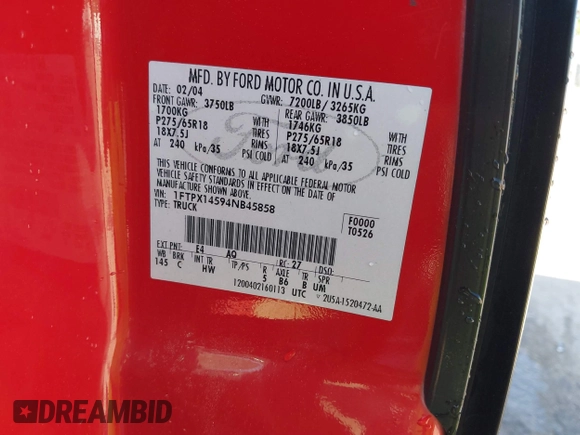 MFD. BY FORD MOTOR CO. IN U.S.A.
DATE: 02/04 GVWR: 7200LB/ 3265KG
FRONT GAWR: 3750LB REAR GAWR: 3850LB
1700KG WITH 1746KG WITH
P275/65R18 TIRES P275/65R18 TIRES
18X7.5J RIMS 18X7.5J RIMS
AT 240 kPa/35 PSI COLD AT 240 kPa/35 PSI COLD
THIS VEHICLE CONFORMS TO ALL APPLICABLE FEDERAL MOTOR
VEHICLE SAFETY STANDARDS IN EFFECT ON THE DATE OF
MANUFACTURE SHOWN ABOVE.
VIN: 1FTPX14594NB45858
TYPE: TRUCK
F0000
T0526
EXT.PNT: E4 AQ RC: 27 DSO:
WB BRK INT TR TP/PS R AXLE TR SPR
145 C HW 5 B6 B UM
1200402160113 UTC
2U5A-1520472-AA
Ford
DREAMBID